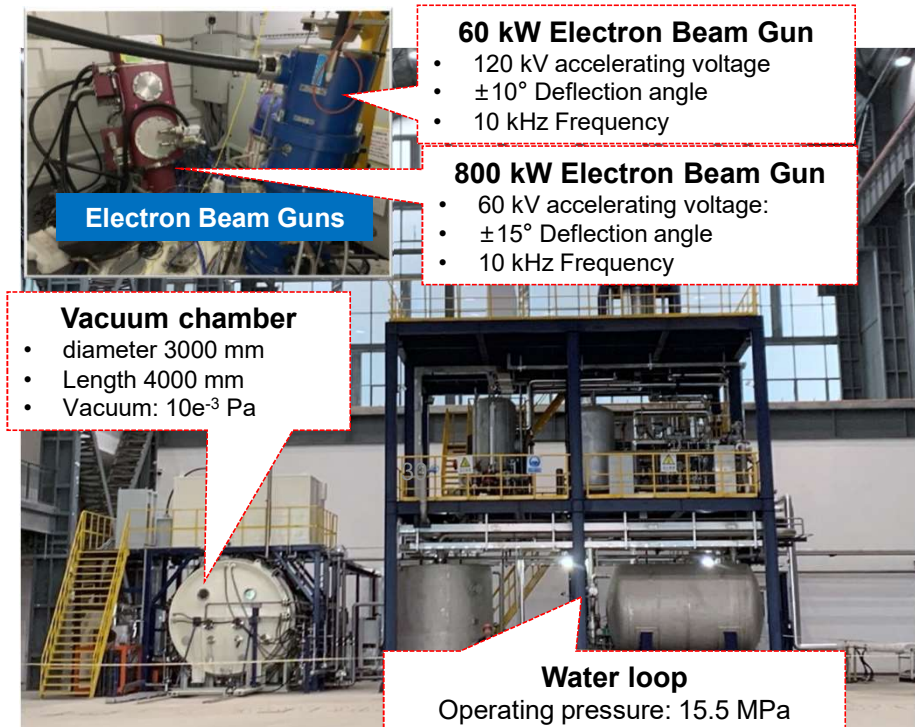 60 kW Electron Beam Gun
• 120 kV accelerating voltage
• ±10° Deflection angle
• 10 kHz Frequency
800 kW Electron Beam Gun
• 60 kV accelerating voltage:
• ±15° Deflection angle
• 10 kHz Frequency
Electron Beam Guns
Vacuum chamber
• diameter 3000 mm
• Length 4000 mm
• Vacuum: 10e⁻³ Pa
Water loop
Operating pressure: 15.5 MPa